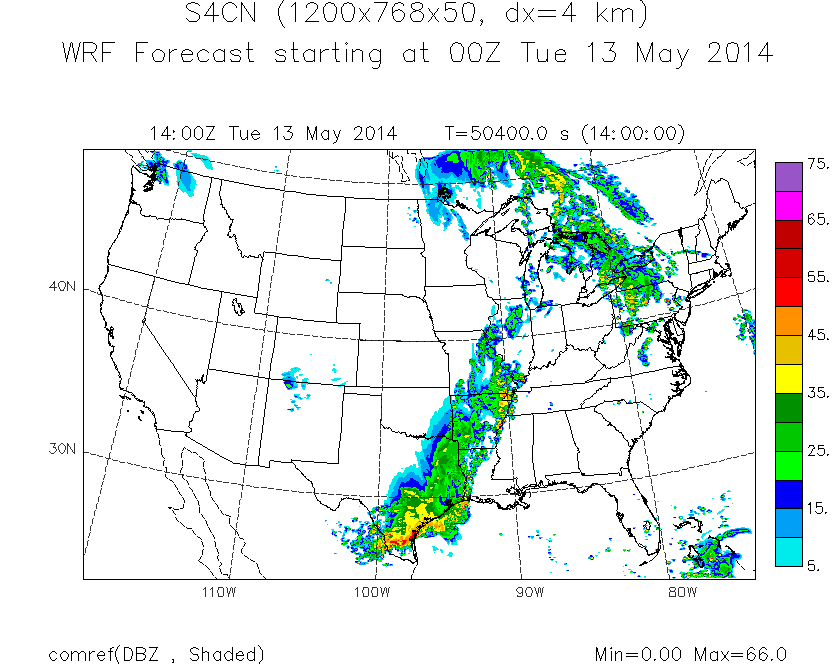 S4CN (1200x768x50, dx=4 km)
WRF Forecast starting at 00Z Tue 13 May 2014
14:00Z Tue 13 May 2014 T=50400.0 s (14:00:00)
75.
65.
40N
45.
35.
30N
25.
15.
5.
110W 100W 90W 80W
comref(DBZ , Shaded) Min=0.00 Max=66.0